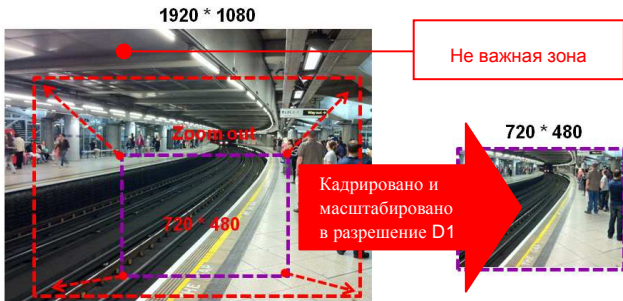 1920 * 1080
Не важная зона
Zoom out
720 * 480
720 * 480
Кадрировано и
масштабировано
в разрешение D1